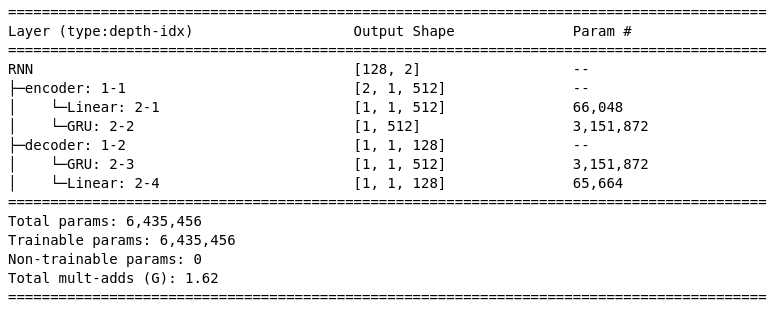 ==========================================================================================
Layer (type:depth-idx)                   Output Shape              Param #
==========================================================================================
RNN                                      [128, 2]                  --
├─encoder: 1-1                           [2, 1, 512]               --
│    └─Linear: 2-1                       [1, 1, 512]               66,048
│    └─GRU: 2-2                          [1, 512]                  3,151,872
├─decoder: 1-2                           [1, 1, 128]               --
│    └─GRU: 2-3                          [1, 1, 512]               3,151,872
│    └─Linear: 2-4                       [1, 1, 128]               65,664
==========================================================================================
Total params: 6,435,456
Trainable params: 6,435,456
Non-trainable params: 0
Total mult-adds (G): 1.62
==========================================================================================